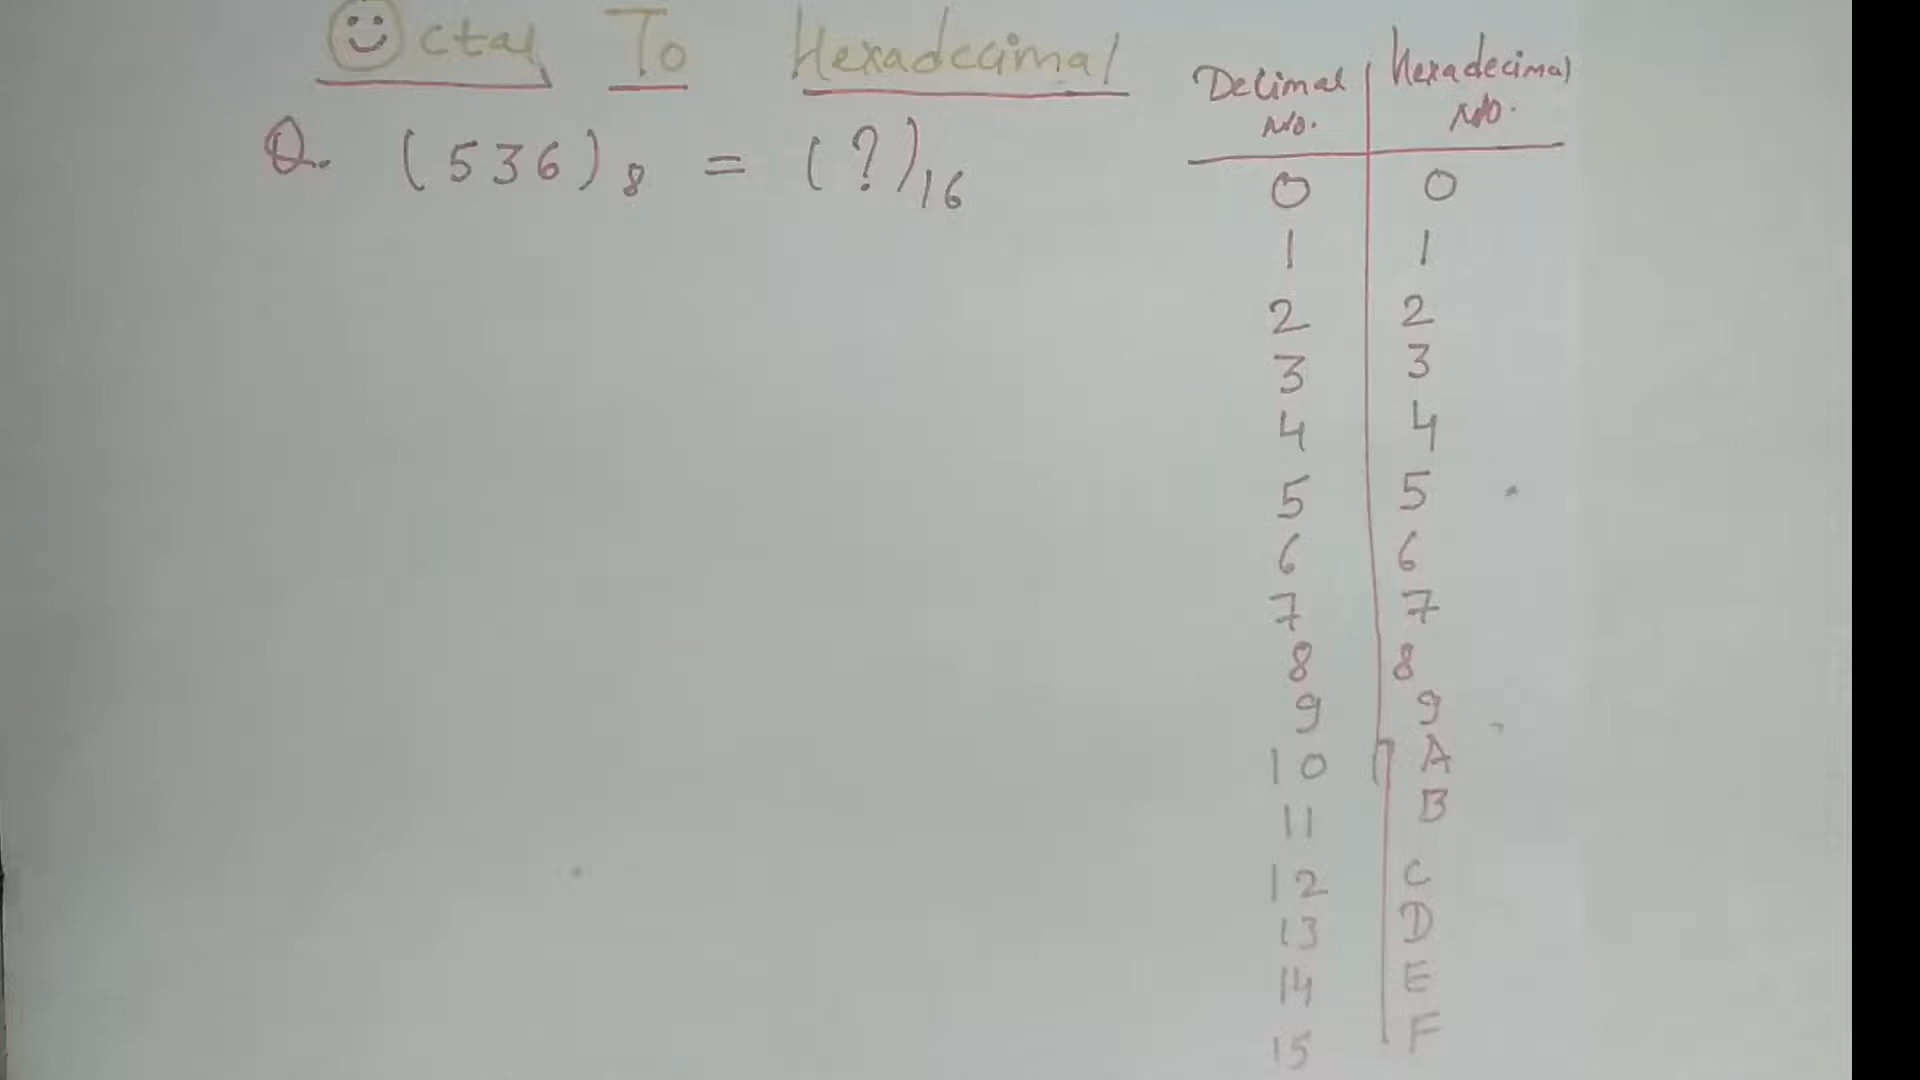 Octal To Hexadecimal
Q. (536)8 = (?)16
Decimal No. Hexadecimal No.
0 0
1 1
2 2
3 3
4 4
5 5
6 6
7 7
8 8
9 9
10 A
11 B
12 C
13 D
14 E
15 F